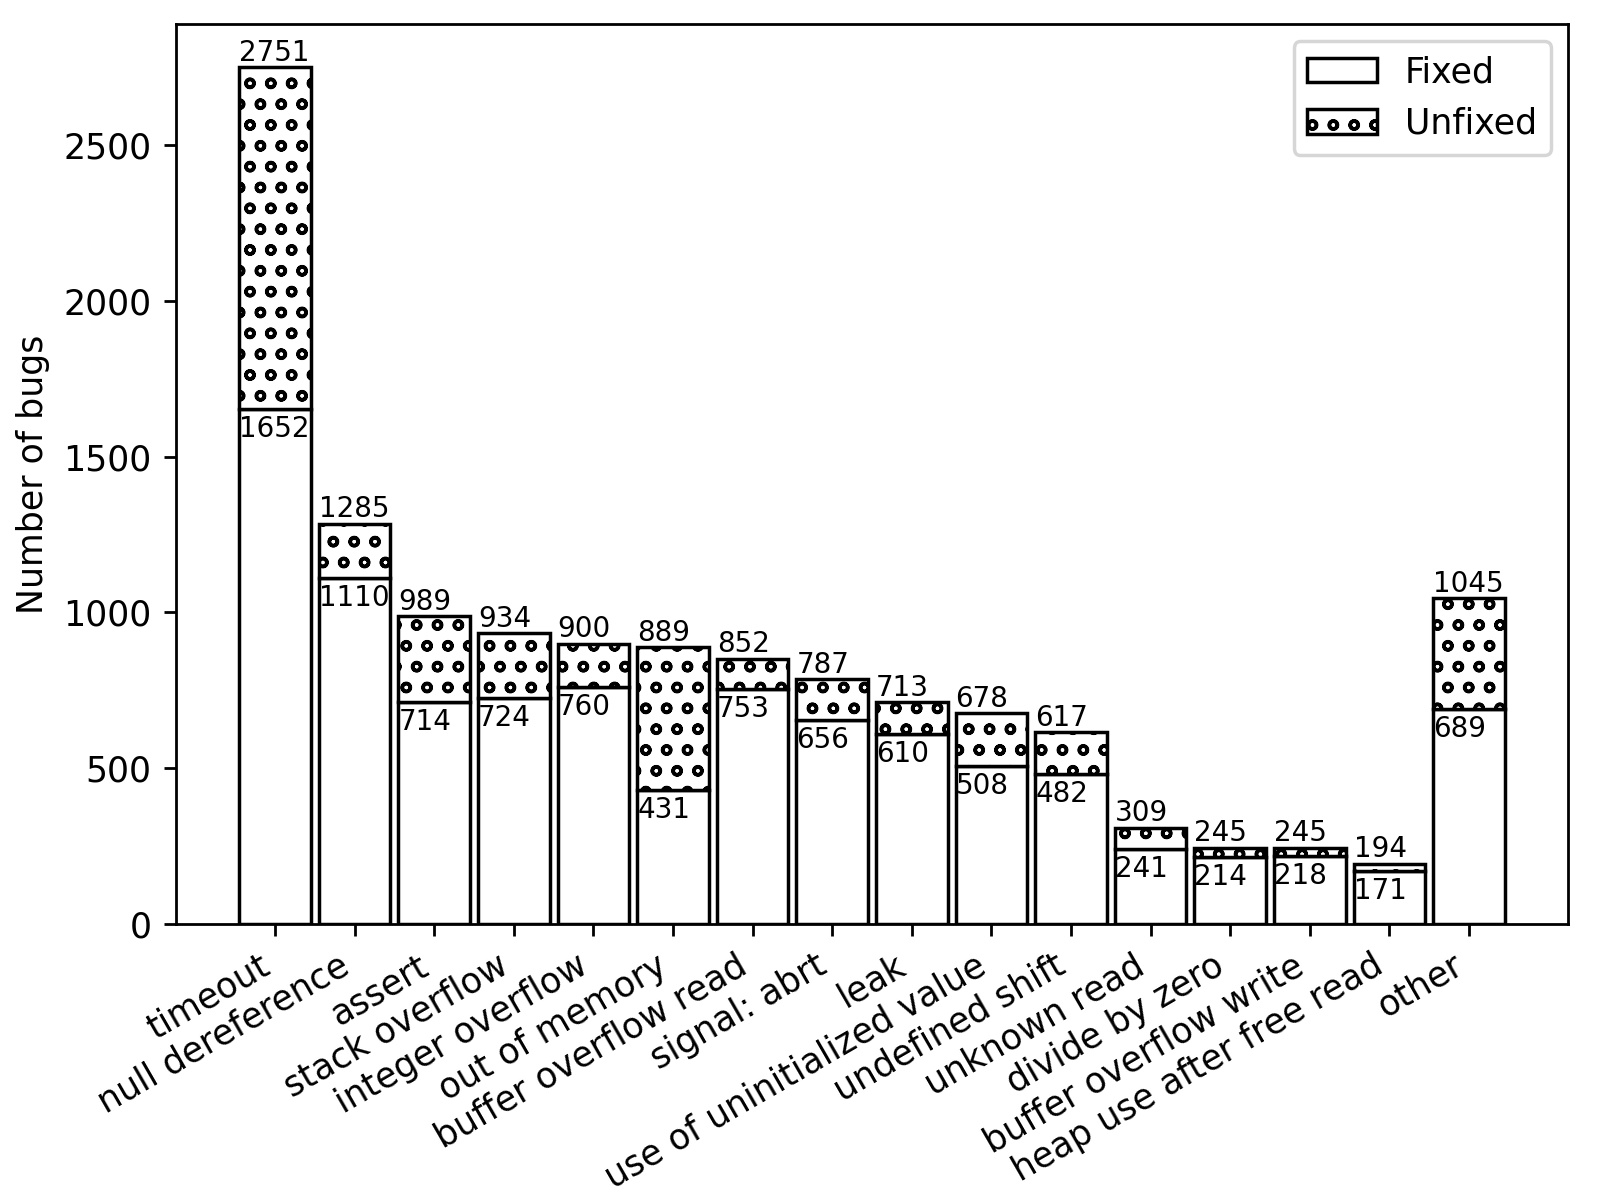 Number of bugs
2500
2000
1500
1000
500
0
Fixed
Unfixed
2751
1652
1285
1110
989
714
934
724
900
760
889
431
852
753
787
656
713
610
678
508
617
482
309
241
245
214
245
218
194
171
1045
689
timeout
null dereference
assert
stack overflow
integer overflow
out of memory
buffer overflow read
signal: abrt
leak
use of uninitialized value
undefined shift
unknown read
divide by zero
buffer overflow write
heap use after free read
other